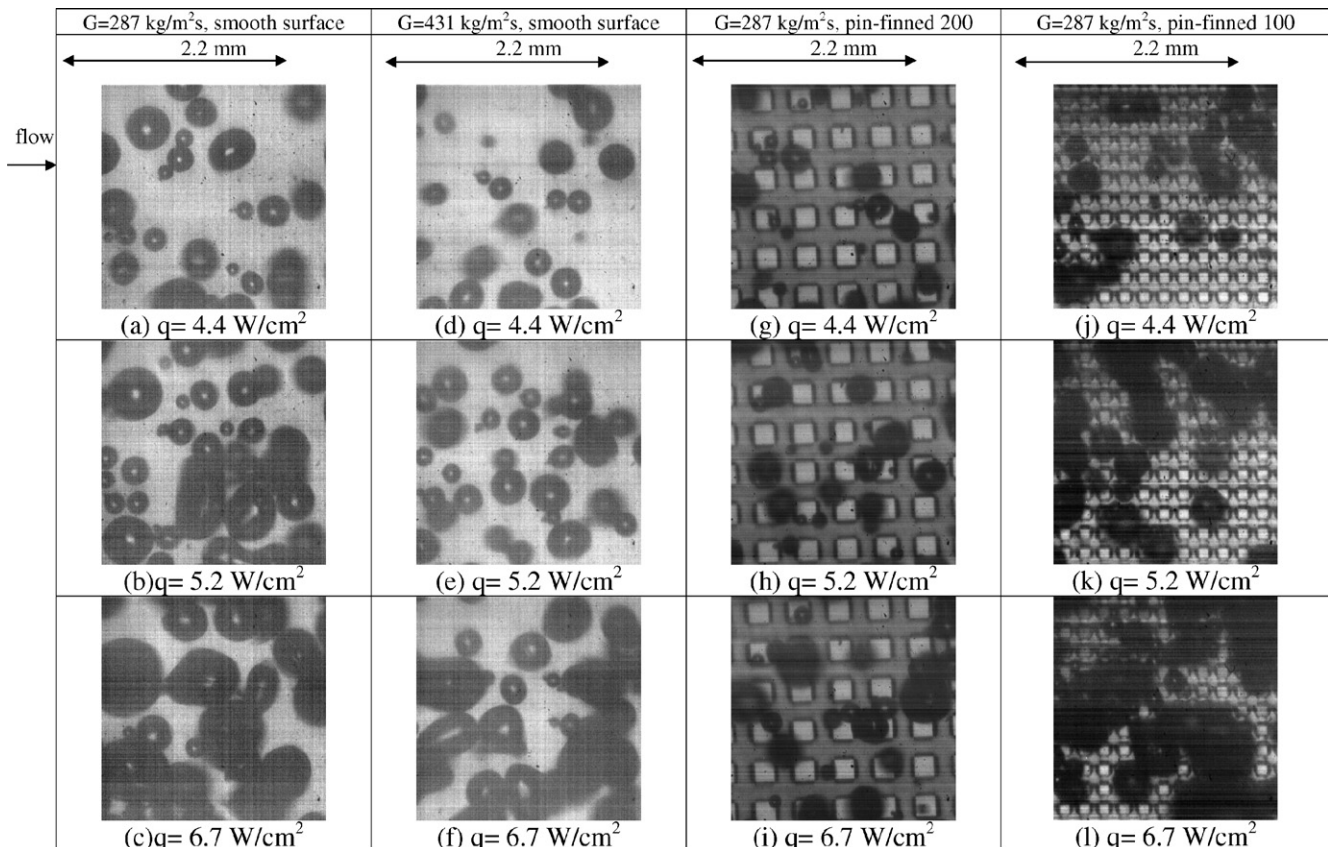 G=287 kg/m²s, smooth surface
G=431 kg/m²s, smooth surface
G=287 kg/m²s, pin-finned 200
G=287 kg/m²s, pin-finned 100
2.2 mm
2.2 mm
2.2 mm
2.2 mm
flow
(a) q= 4.4 W/cm²
(d) q= 4.4 W/cm²
(g) q= 4.4 W/cm²
(j) q= 4.4 W/cm²
(b)q= 5.2 W/cm²
(e) q= 5.2 W/cm²
(h) q= 5.2 W/cm²
(k) q= 5.2 W/cm²
(c)q= 6.7 W/cm²
(f) q= 6.7 W/cm²
(i) q= 6.7 W/cm²
(l) q= 6.7 W/cm²